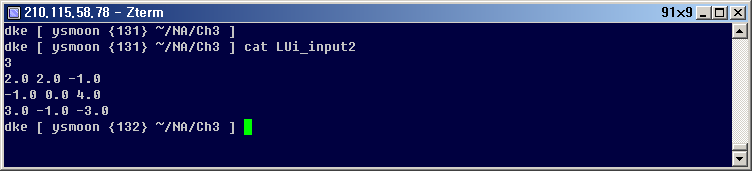 210.115.58.78 - Zterm 91×9
dke [ ysmoon {131} ~/NA/Ch3 ]
dke [ ysmoon {131} ~/NA/Ch3 ] cat LUi_input2
3
2.0 2.0 -1.0
-1.0 0.0 4.0
3.0 -1.0 -3.0
dke [ ysmoon {132} ~/NA/Ch3 ]